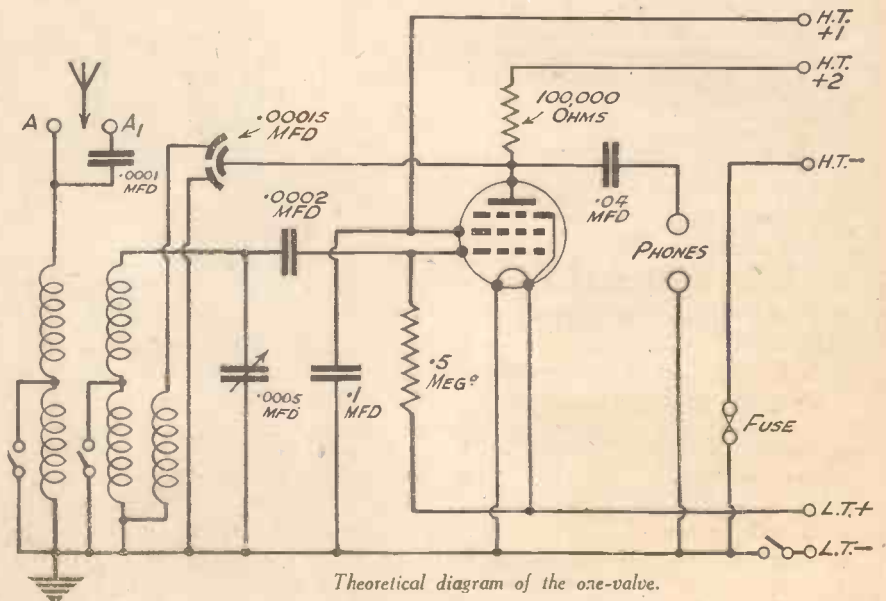 H.T.
+1
H.T.
+2
100,000
OHMS
.00015
MFD
A
A1
.0001
MFD
H.T.-
.0002
MFD
.04
MFD
PHONES
.0005
MFD
.1
MFD
.5
MEGΩ
FUSE
L.T.+
L.T.-
Theoretical diagram of the one-valve.